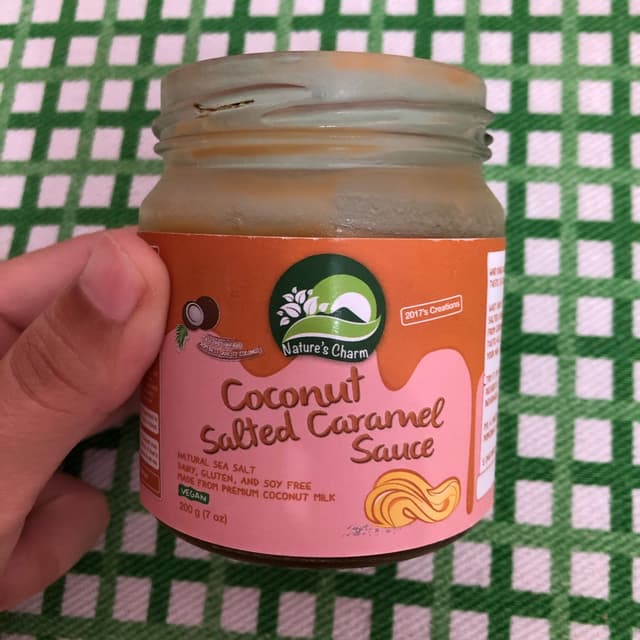 Nature's Charm
2017's Creations
Coconut
Salted Caramel
Sauce
NATURAL SEA SALT
DAIRY, GLUTEN, AND SOY FREE
MADE FROM PREMIUM COCONUT MILK
VEGAN
200 g (7 oz)